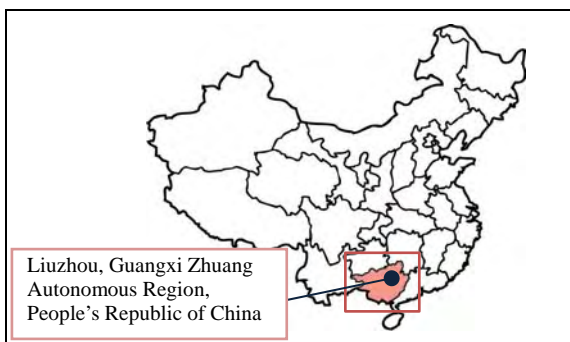 Liuzhou, Guangxi Zhuang
Autonomous Region,
People's Republic of China